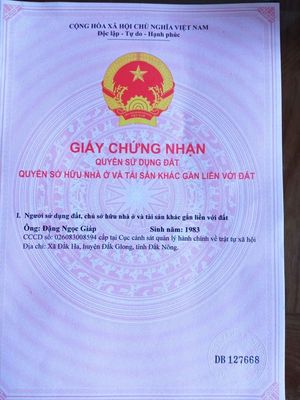 CỘNG HÒA XÃ HỘI CHỦ NGHĨA VIỆT NAM
Độc lập - Tự do - Hạnh phúc
GIẤY CHỨNG NHẬN
QUYỀN SỬ DỤNG ĐẤT
QUYỀN SỞ HỮU NHÀ Ở VÀ TÀI SẢN KHÁC GẮN LIỀN VỚI ĐẤT
I. Người sử dụng đất, chủ sở hữu nhà ở và tài sản khác gắn liền với đất
Ông: Đặng Ngọc Giáp Sinh năm: 1983
CCCD số: 026083008594 cấp tại Cục cảnh sát quản lý hành chính về trật tự xã hội
Địa chỉ: Xã Đắk Ha, huyện Đắk Glong, tỉnh Đắk Nông.
DB 127668